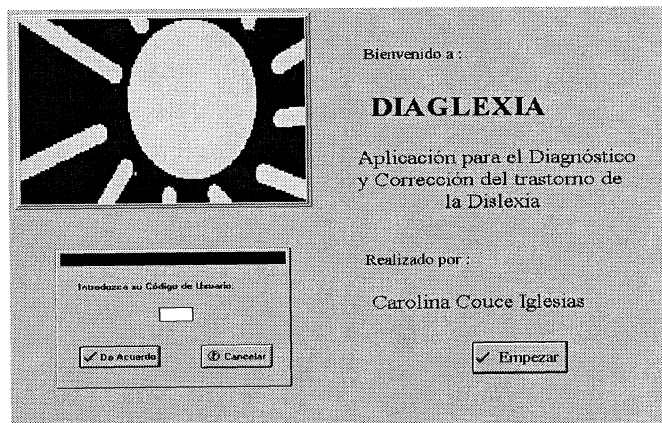 Bienvenido a :
DIAGLEXIA
Aplicación para el Diagnóstico
y Corrección del trastorno de
la Dislexia
Introduzca su Código de Usuario:
De Acuerdo
Cancelar
Realizado por :
Carolina Couce Iglesias
Empezar